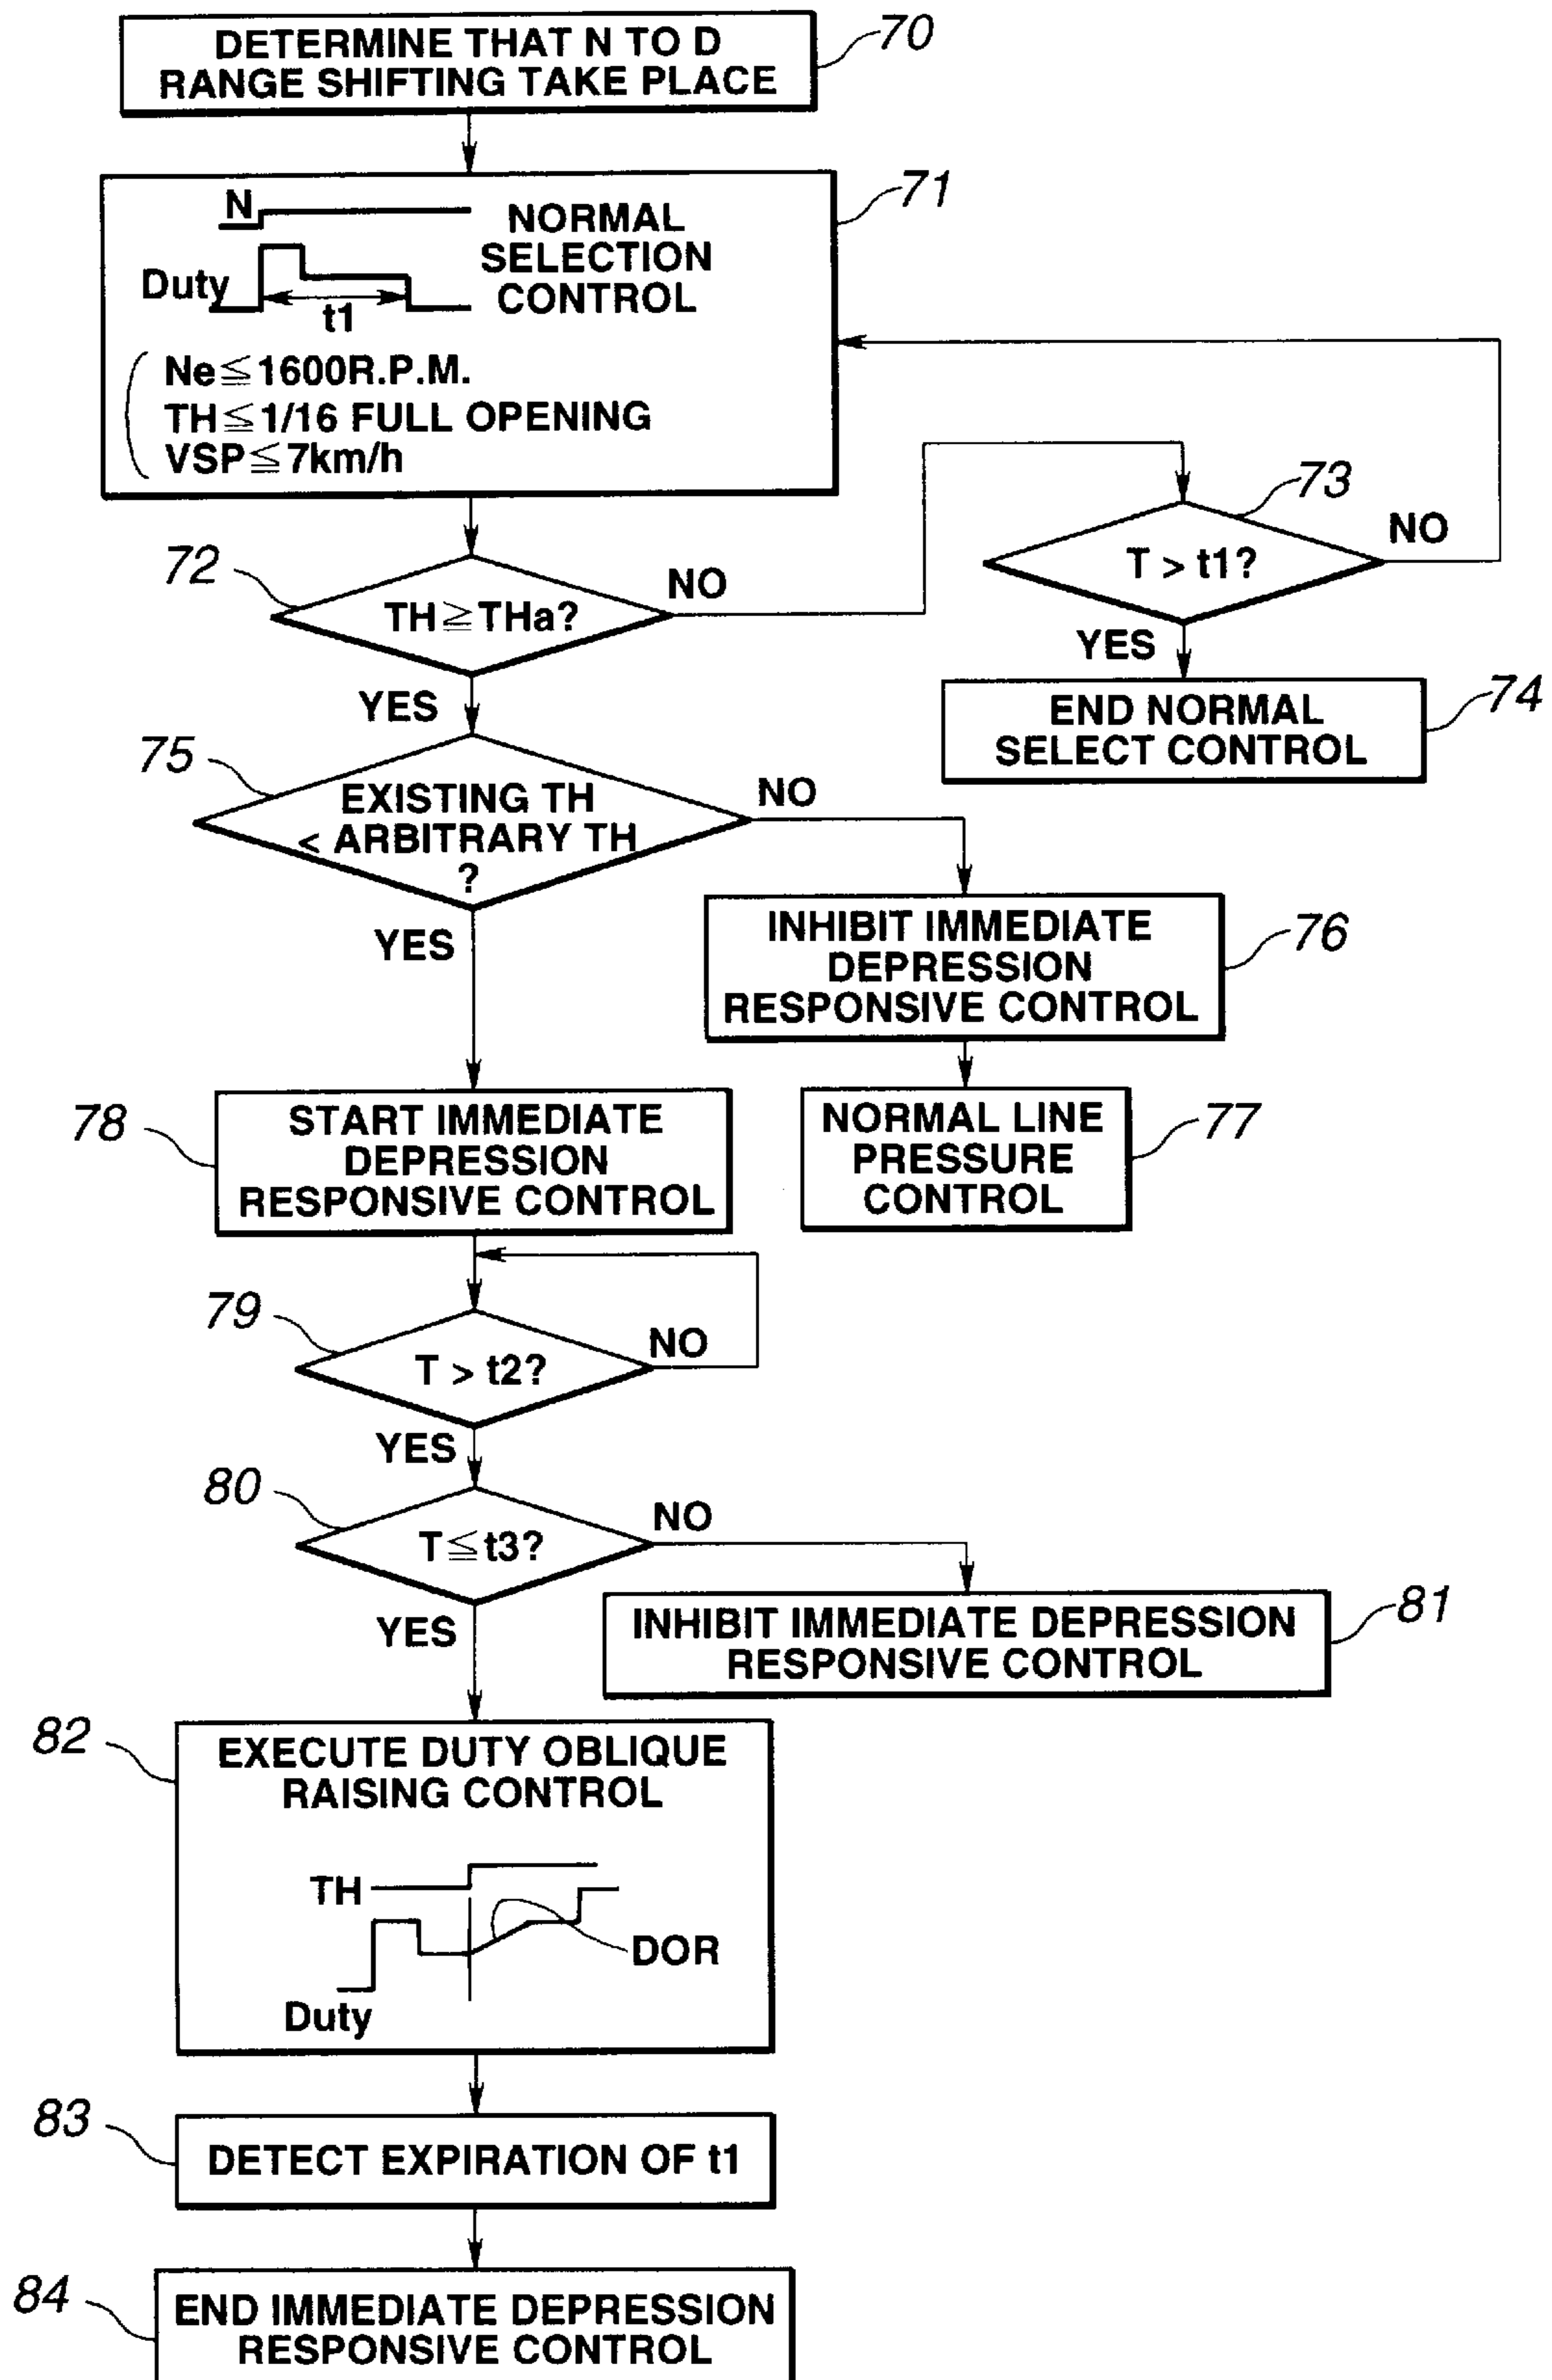 DETERMINE THAT N TO D
RANGE SHIFTING TAKE PLACE
70
71
N
NORMAL
SELECTION
CONTROL
Duty
t1
Ne≦1600R.P.M.
TH≦1/16 FULL OPENING
VSP≦7km/h
72
TH≧THa?
NO
YES
73
T > t1?
NO
YES
74
END NORMAL
SELECT CONTROL
75
EXISTING TH
< ARBITRARY TH
?
NO
YES
76
INHIBIT IMMEDIATE
DEPRESSION
RESPONSIVE CONTROL
77
NORMAL LINE
PRESSURE
CONTROL
78
START IMMEDIATE
DEPRESSION
RESPONSIVE CONTROL
79
T > t2?
NO
YES
80
T≦t3?
NO
YES
81
INHIBIT IMMEDIATE DEPRESSION
RESPONSIVE CONTROL
82
EXECUTE DUTY OBLIQUE
RAISING CONTROL
TH
DOR
Duty
83
DETECT EXPIRATION OF t1
84
END IMMEDIATE DEPRESSION
RESPONSIVE CONTROL